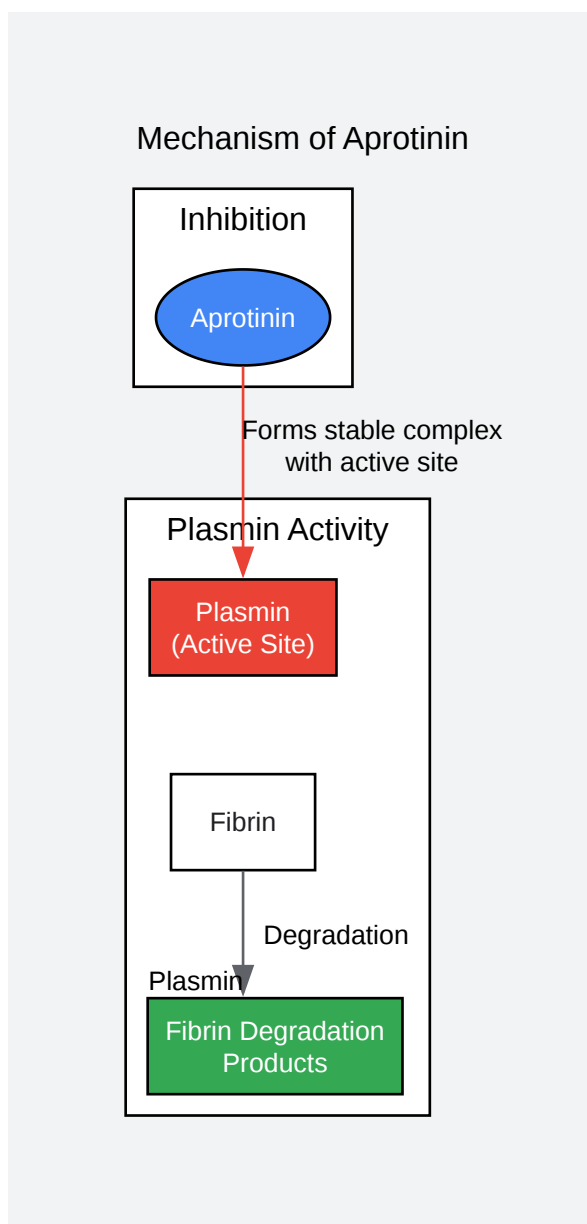 Mechanism of Aprotinin
Inhibition
Aprotinin
Forms stable complex
with active site
Plasmin Activity
Plasmin
(Active Site)
Fibrin
Degradation
Plasmin
Fibrin Degradation
Products